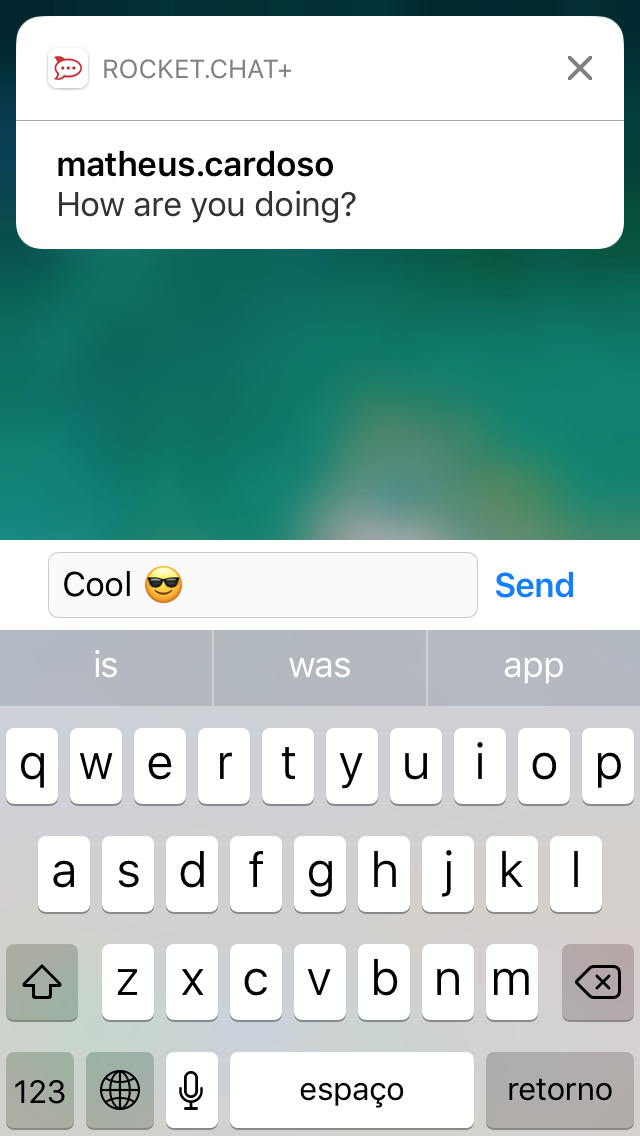 ROCKET.CHAT+
matheus.cardoso
How are you doing?
Cool 😎 Send
is was app
q w e r t y u i o p
a s d f g h j k l
z x c v b n m
123 espaço retorno